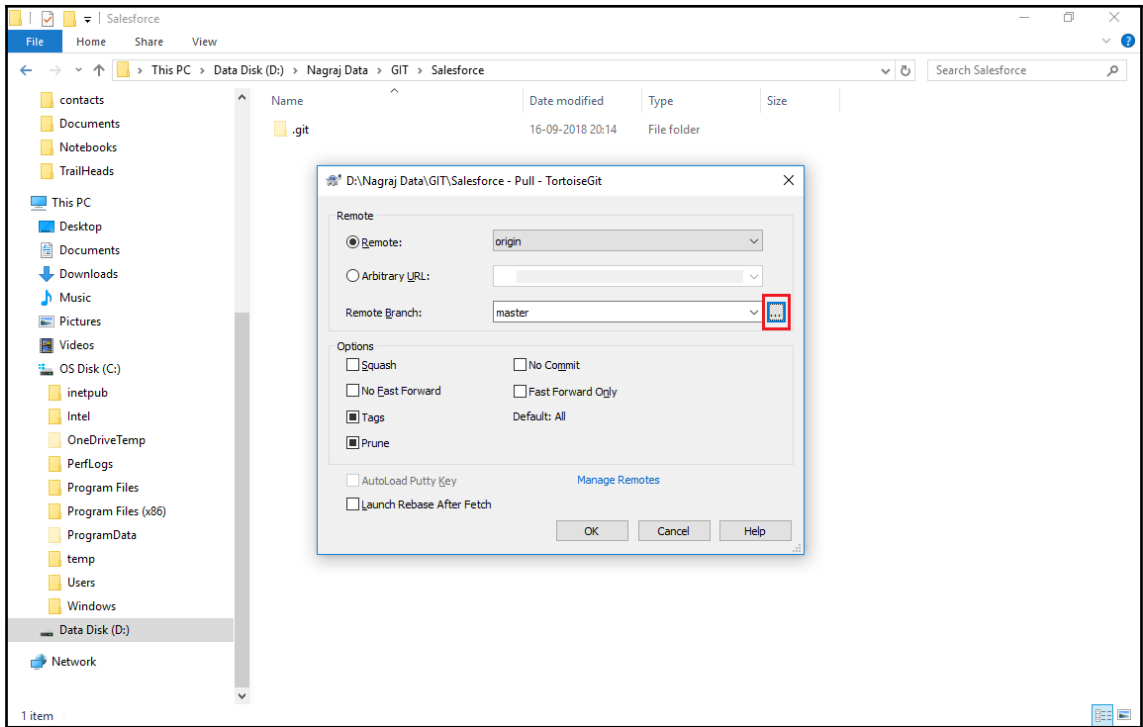 Salesforce
File Home Share View
This PC > Data Disk (D:) > Nagraj Data > GIT > Salesforce
Search Salesforce
contacts
Documents
Notebooks
TrailHeads
This PC
Desktop
Documents
Downloads
Music
Pictures
Videos
OS Disk (C:)
inetpub
Intel
OneDriveTemp
PerfLogs
Program Files
Program Files (x86)
ProgramData
temp
Users
Windows
Data Disk (D:)
Network
Name Date modified Type Size
.git 16-09-2018 20:14 File folder
D:\Nagraj Data\GIT\Salesforce - Pull - TortoiseGit
Remote
Remote: origin
Arbitrary URL:
Remote Branch: master ...
Options
Squash No Commit
No Fast Forward Fast Forward Only
Tags Default: All
Prune
AutoLoad Putty Key Manage Remotes
Launch Rebase After Fetch
OK Cancel Help
1 item